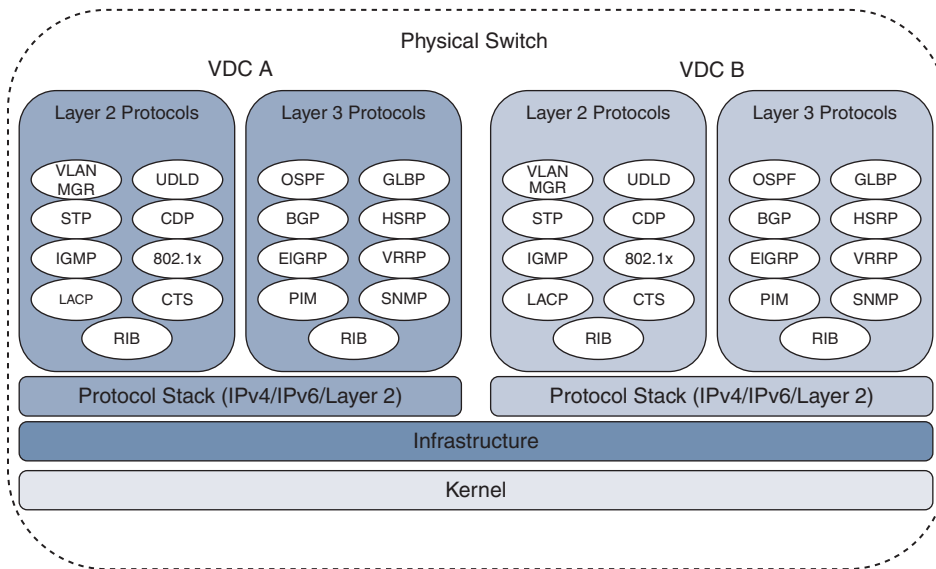 Physical Switch
VDC A
VDC B
Layer 2 Protocols
VLAN
MGR
UDLD
STP
CDP
IGMP
802.1x
LACP
CTS
RIB
Layer 3 Protocols
OSPF
GLBP
BGP
HSRP
EIGRP
VRRP
PIM
SNMP
RIB
Layer 2 Protocols
VLAN
MGR
UDLD
STP
CDP
IGMP
802.1x
LACP
CTS
RIB
Layer 3 Protocols
OSPF
GLBP
BGP
HSRP
EIGRP
VRRP
PIM
SNMP
RIB
Protocol Stack (IPv4/IPv6/Layer 2)
Protocol Stack (IPv4/IPv6/Layer 2)
Infrastructure
Kernel